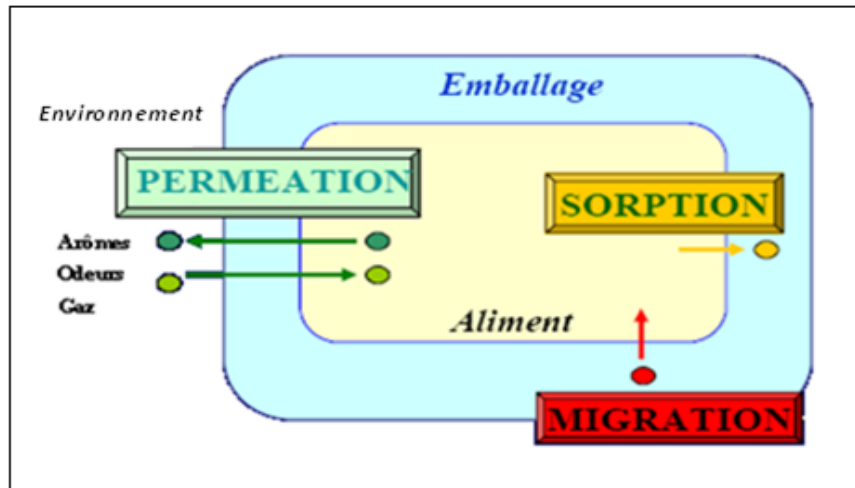 Emballage
Environnement
PERMEATION
SORPTION
Arômes
Odeurs
Gaz
Aliment
MIGRATION